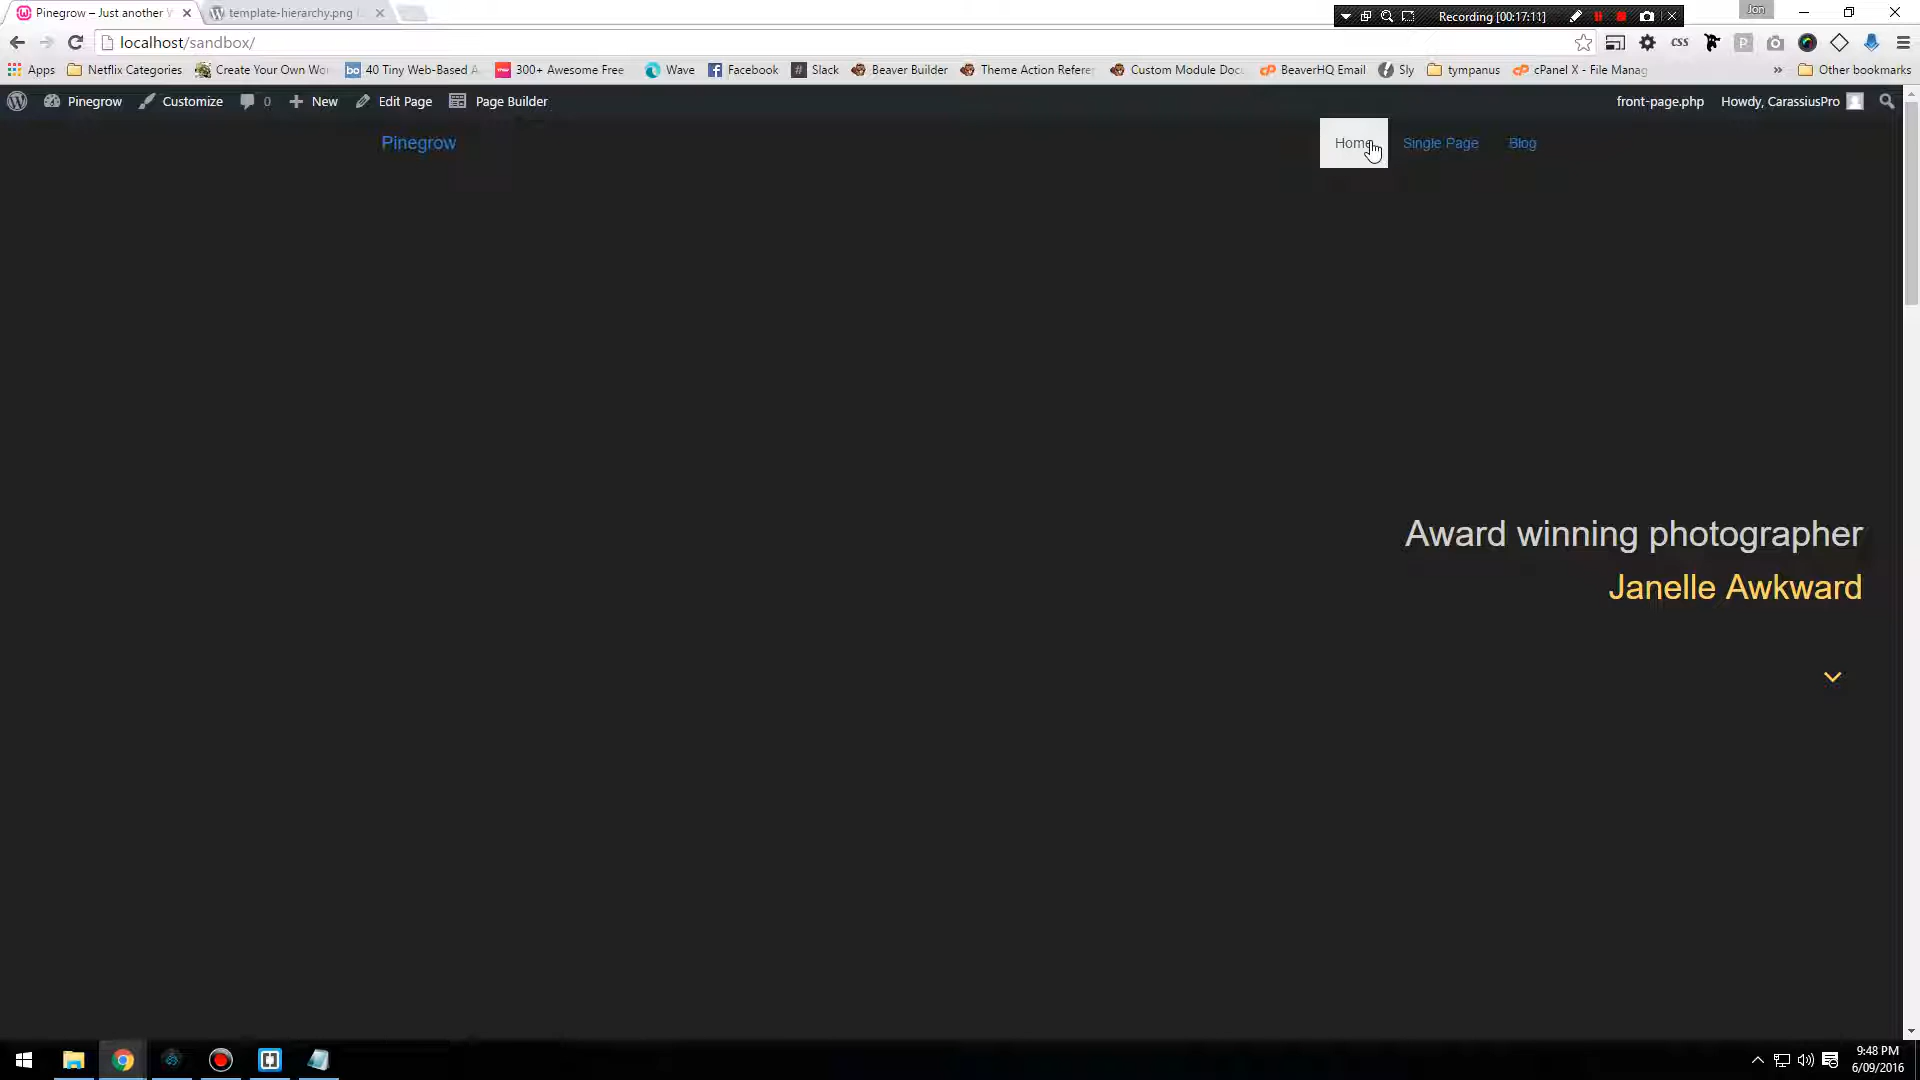 Pinegrow – Just another
template-hierarchy.png
Recording [00:17:11]
Jon
localhost/sandbox/
CSS
Apps
Netflix Categories
Create Your Own Wo
40 Tiny Web-Based A
300+ Awesome Free
Wave
Facebook
Slack
Beaver Builder
Theme Action Refere
Custom Module Docu
BeaverHQ Email
Sly
tympanus
cPanel X - File Manag
»
Other bookmarks
Pinegrow
Customize
0
New
Edit Page
Page Builder
front-page.php
Howdy, CarassiusPro
Pinegrow
Home
Single Page
Blog
Award winning photographer
Janelle Awkward
9:48 PM
6/09/2016